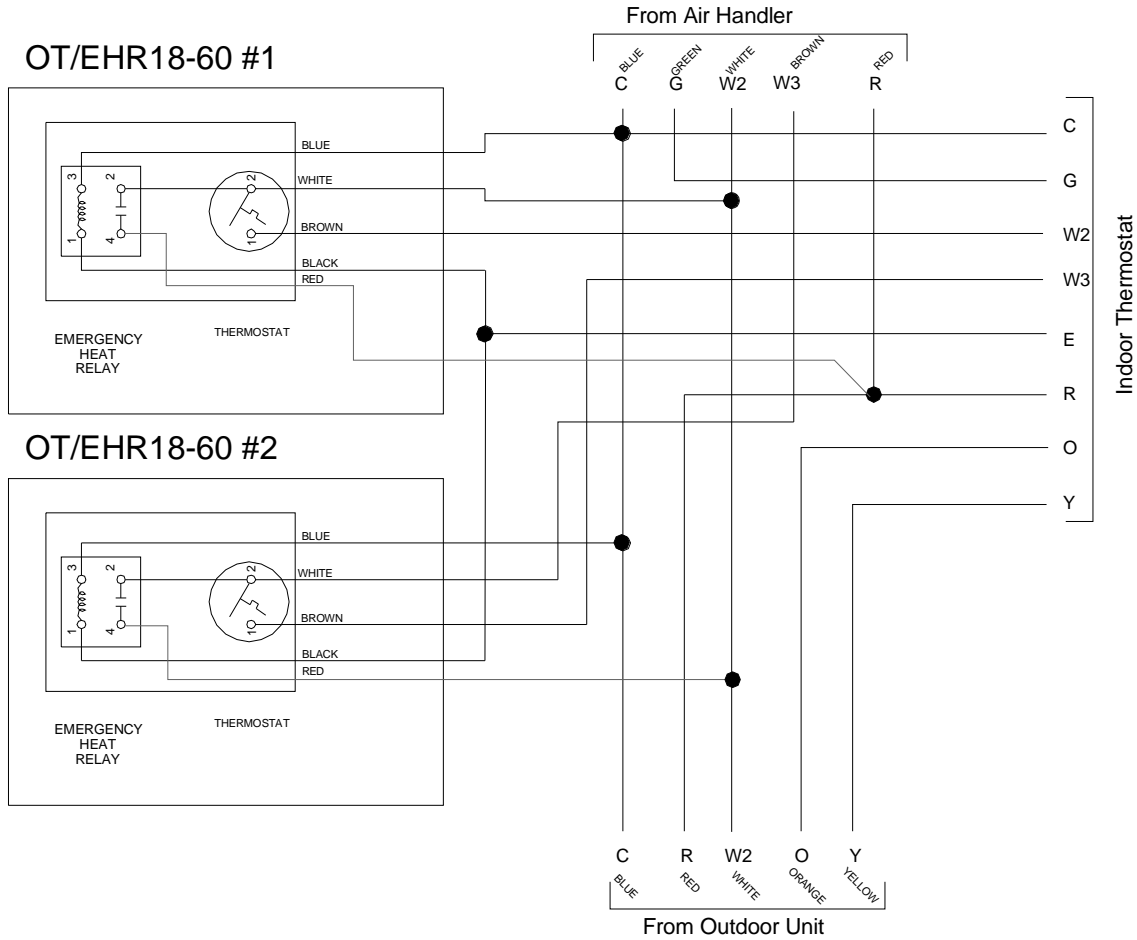 From Air Handler
OT/EHR18-60 #1
BLUE GREEN WHITE BROWN RED
C G W2 W3 R
C
G
W2
W3
E
R
O
Y
Indoor Thermostat
BLUE
WHITE
BROWN
BLACK
RED
3 2
1 4
2
1
EMERGENCY
HEAT
RELAY
THERMOSTAT
OT/EHR18-60 #2
BLUE
WHITE
BROWN
BLACK
RED
3 2
1 4
2
1
EMERGENCY
HEAT
RELAY
THERMOSTAT
C R W2 O Y
BLUE RED WHITE ORANGE YELLOW
From Outdoor Unit